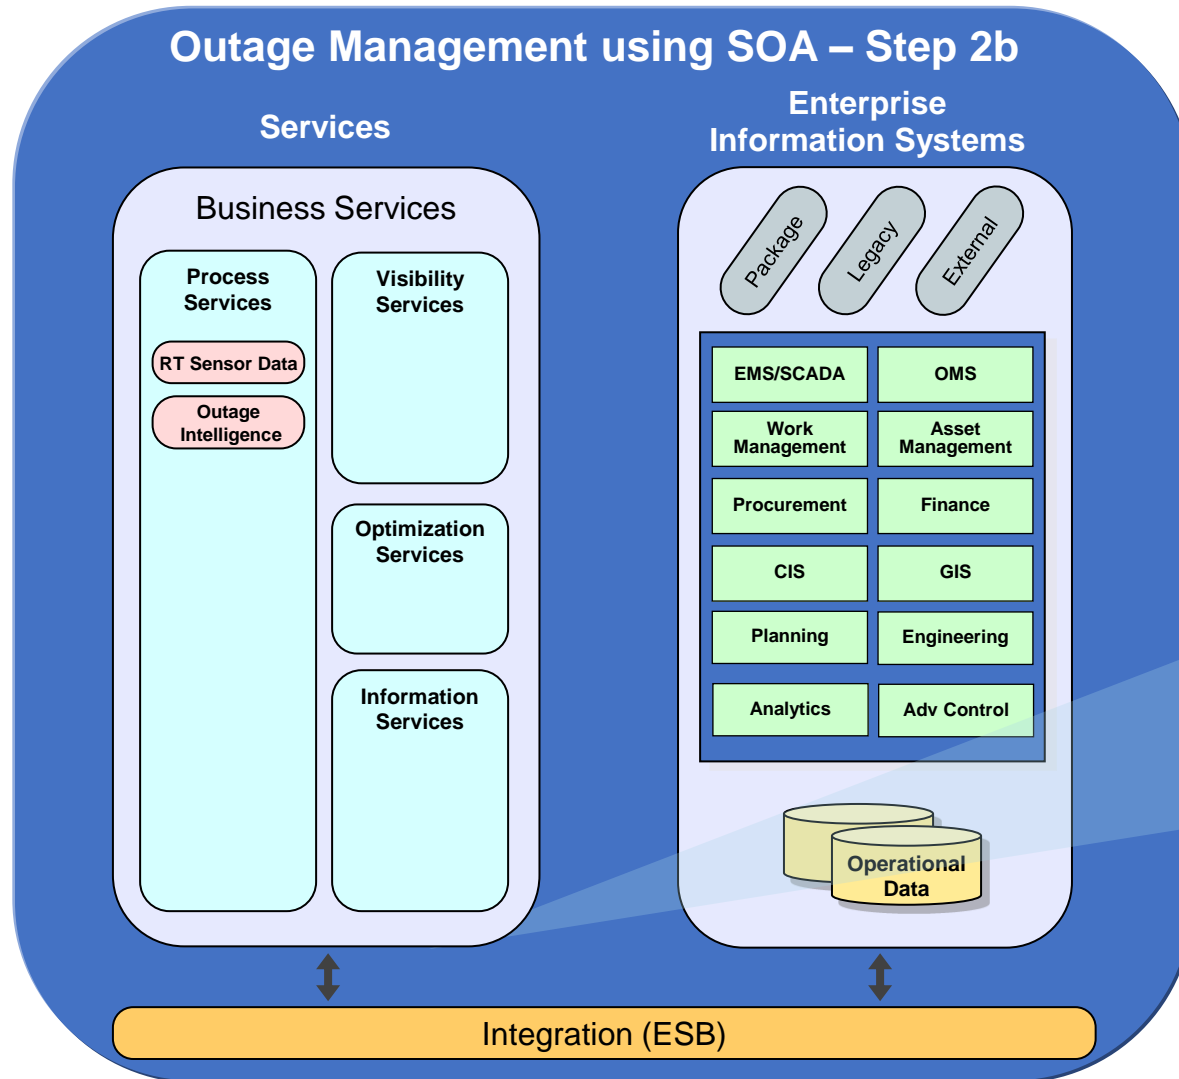 Outage Management using SOA – Step 2b
Services
Enterprise
Information Systems
Business Services
Process
Services
RT Sensor Data
Outage
Intelligence
Visibility
Services
Optimization
Services
Information
Services
Package
Legacy
External
EMS/SCADA
OMS
Work
Management
Asset
Management
Procurement
Finance
CIS
GIS
Planning
Engineering
Analytics
Adv Control
Operational
Data
Integration (ESB)